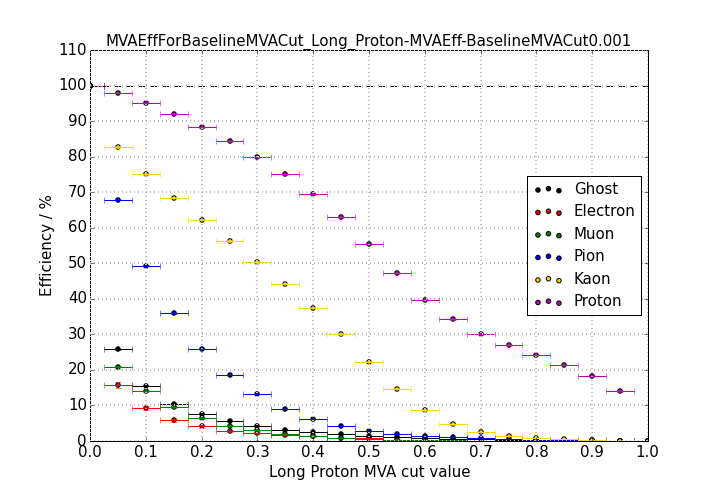 MVAEffForBaselineMVACut_Long_Proton-MVAEff-BaselineMVACut0.001
110
100
90
80
70
60
50
40
30
20
10
0
Efficiency / %
Ghost
Electron
Muon
Pion
Kaon
Proton
0.0 0.1 0.2 0.3 0.4 0.5 0.6 0.7 0.8 0.9 1.0
Long Proton MVA cut value